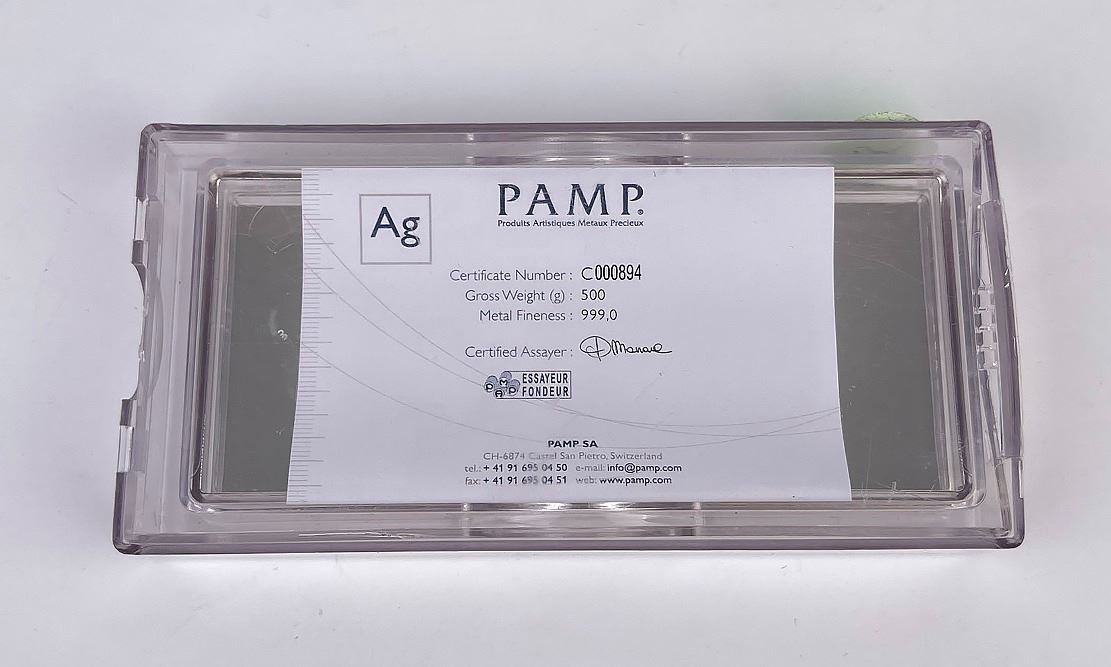 Ag
PAMP®
Produits Artistiques Metaux Precieux
Certificate Number : C000894
Gross Weight (g) : 500
Metal Fineness : 999,0
Certified Assayer :
PAMP ESSAYEUR
FONDEUR
PAMP SA
CH-6874 Castel San Pietro, Switzerland
tel.: + 41 91 695 04 50 e-mail: info@pamp.com
fax: + 41 91 695 04 51 web: www.pamp.com